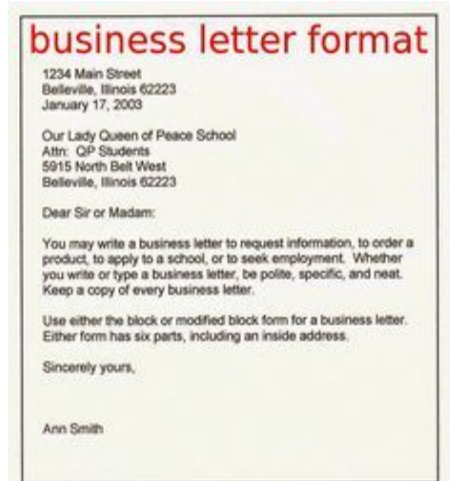 business letter format
1234 Main Street
Belleville, Illinois 62223
January 17, 2003
Our Lady Queen of Peace School
Attn: QP Students
5915 North Belt West
Belleville, Illinois 62223
Dear Sir or Madam:
You may write a business letter to request information, to order a
product, to apply to a school, or to seek employment. Whether
you write or type a business letter, be polite, specific, and neat.
Keep a copy of every business letter.
Use either the block or modified block form for a business letter.
Either form has six parts, including an inside address.
Sincerely yours,
Ann Smith